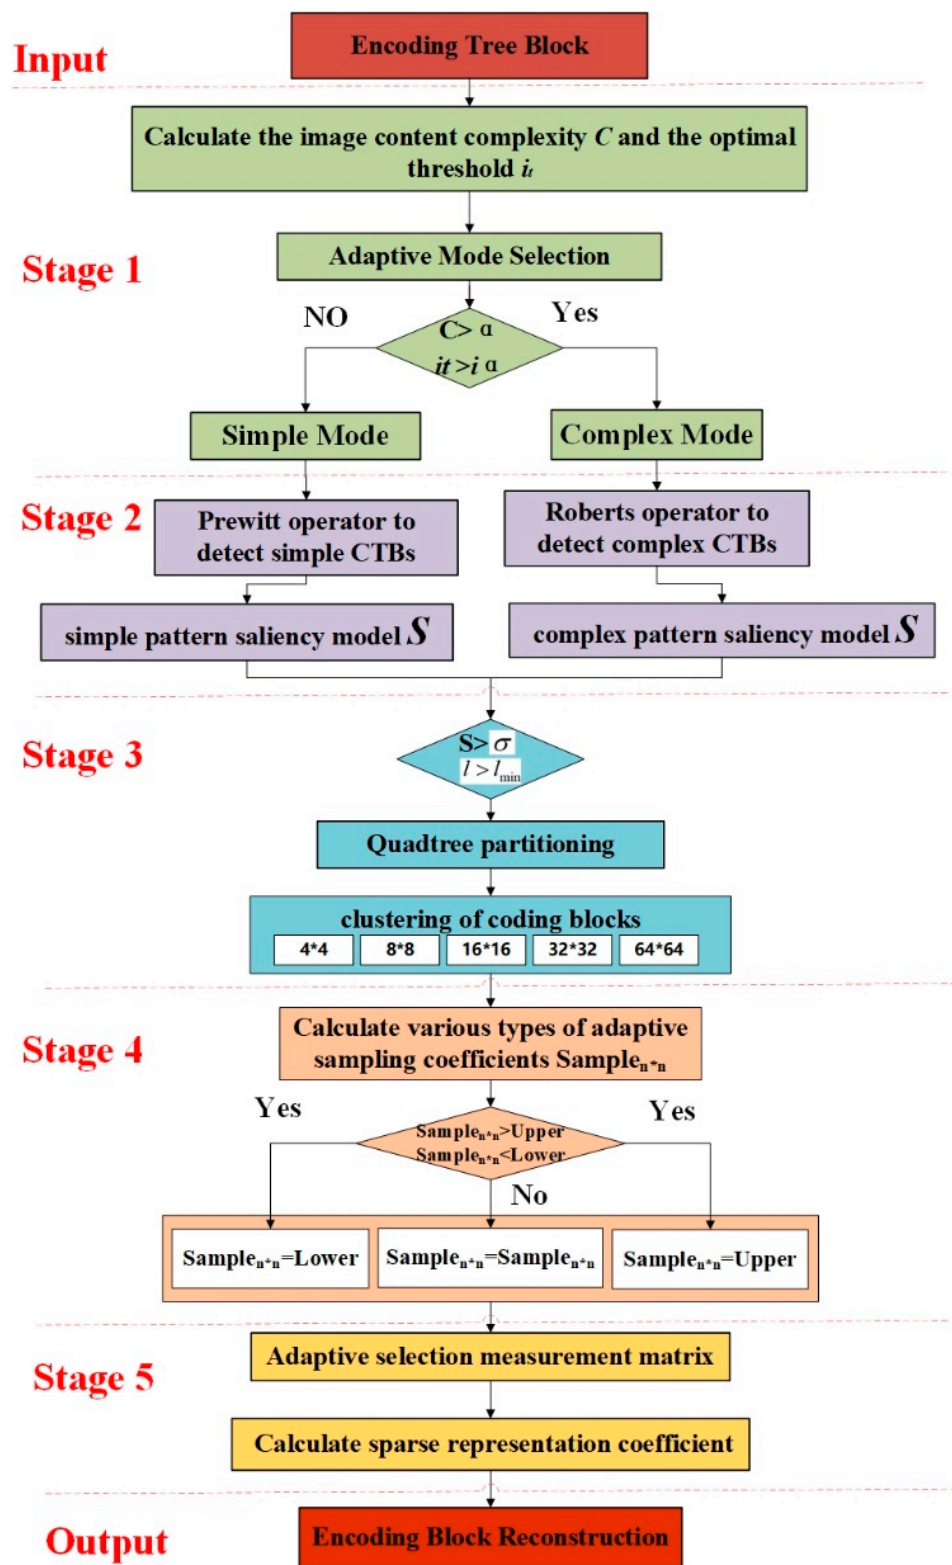 Input
Encoding Tree Block
Calculate the image content complexity C and the optimal
threshold it
Stage 1
Adaptive Mode Selection
NO
Yes
C> α
it >i α
Simple Mode
Complex Mode
Stage 2
Prewitt operator to
detect simple CTBs
Roberts operator to
detect complex CTBs
simple pattern saliency model S
complex pattern saliency model S
Stage 3
S> σ
l > lmin
Quadtree partitioning
clustering of coding blocks
4*4
8*8
16*16
32*32
64*64
Stage 4
Calculate various types of adaptive
sampling coefficients Samplen*n
Yes
Yes
Samplen*n>Upper
Samplen*n<Lower
No
Samplen*n=Lower
Samplen*n=Samplen*n
Samplen*n=Upper
Stage 5
Adaptive selection measurement matrix
Calculate sparse representation coefficient
Output
Encoding Block Reconstruction